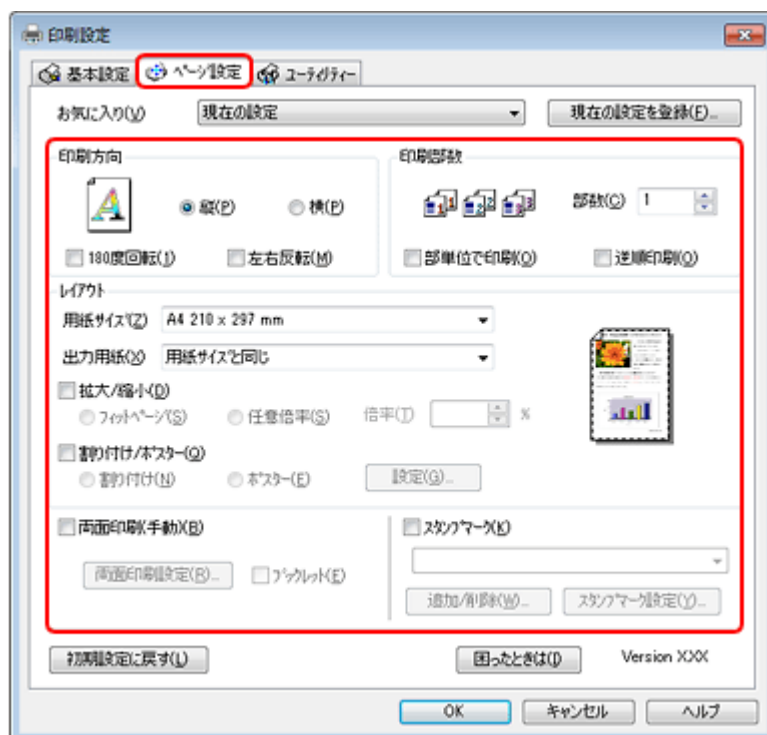 印刷設定
基本設定 ページ設定 ユーティリティー
お気に入り(V) 現在の設定 現在の設定を登録(F)...
印刷方向 印刷部数
縦(P) 横(P) 部数(C) 1
180度回転(1) 左右反転(M) 部単位で印刷(O) 逆順印刷(O)
レイアウト
用紙サイズ(Z) A4 210 x 297 mm
出力用紙(X) 用紙サイズと同じ
拡大/縮小(D)
フィットページ(S) 任意倍率(S) 倍率(T) %
割り付け/ポスター(Q)
割り付け(N) ポスター(E) 設定(G)...
両面印刷(手動)(B) スタンプマーク(K)
両面印刷設定(R)... ブックレット(E)
追加/削除(W)... スタンプマーク設定(Y)...
初期設定に戻す(L) 困ったときは(I) Version XXX
OK キャンセル ヘルプ